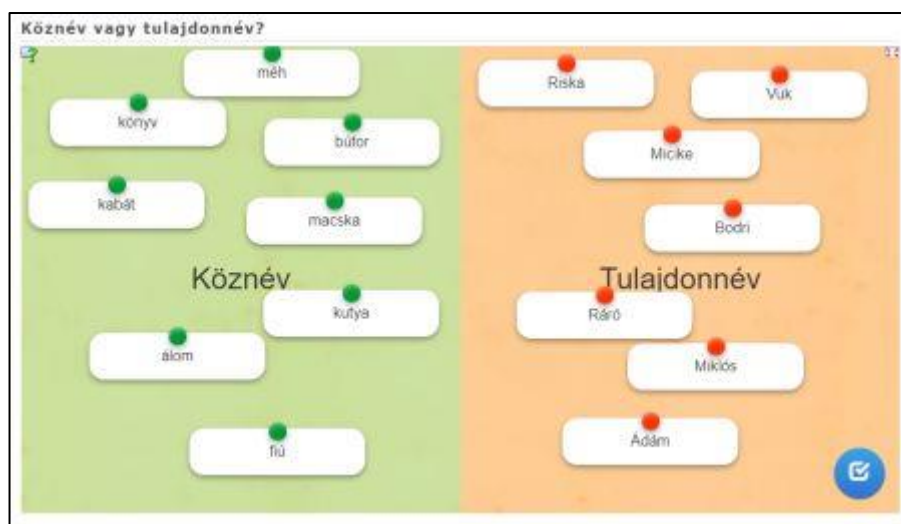 Köznév vagy tulajdonnév?
méh
könyv
bútor
kabát
macska
Köznév
kutya
álom
fiú
Riska
Vuk
Micike
Bodri
Tulajdonnév
Ráró
Miklós
Ádám